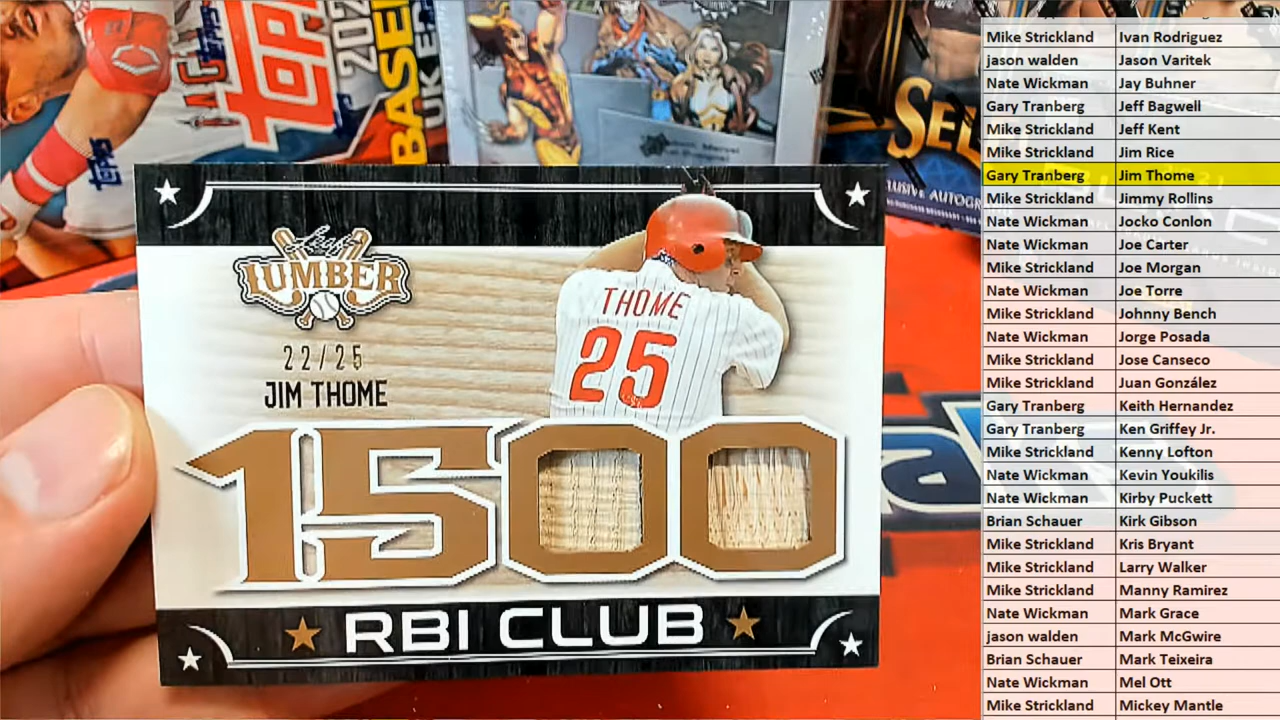 TOPPS
202
BASEBALL
UK E
TOPPS
SEL
Leaf
LUMBER
22/25
JIM THOME
THOME
25
1500
RBI CLUB
Mike Strickland Ivan Rodriguez
jason walden Jason Varitek
Nate Wickman Jay Buhner
Gary Tranberg Jeff Bagwell
Mike Strickland Jeff Kent
Mike Strickland Jim Rice
Gary Tranberg Jim Thome
Mike Strickland Jimmy Rollins
Nate Wickman Jocko Conlon
Nate Wickman Joe Carter
Mike Strickland Joe Morgan
Nate Wickman Joe Torre
Mike Strickland Johnny Bench
Nate Wickman Jorge Posada
Mike Strickland Jose Canseco
Mike Strickland Juan González
Gary Tranberg Keith Hernandez
Gary Tranberg Ken Griffey Jr.
Mike Strickland Kenny Lofton
Nate Wickman Kevin Youkilis
Nate Wickman Kirby Puckett
Brian Schauer Kirk Gibson
Mike Strickland Kris Bryant
Mike Strickland Larry Walker
Mike Strickland Manny Ramirez
Nate Wickman Mark Grace
jason walden Mark McGwire
Brian Schauer Mark Teixeira
Nate Wickman Mel Ott
Mike Strickland Mickey Mantle